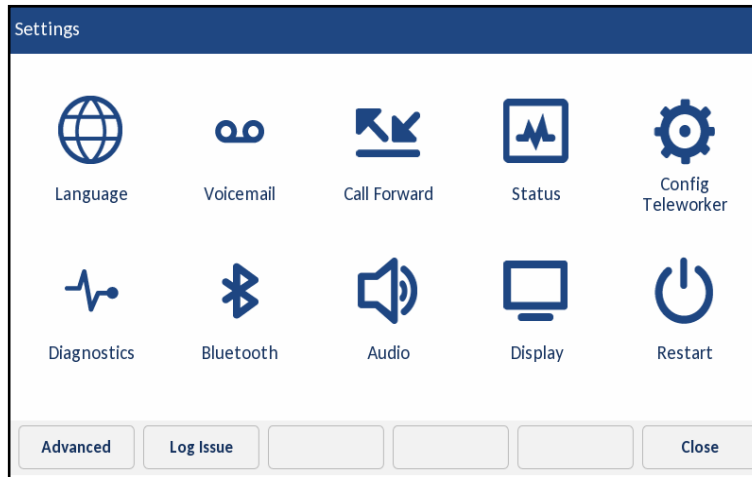 Settings
Language
Voicemail
Call Forward
Status
Config
Teleworker
Diagnostics
Bluetooth
Audio
Display
Restart
Advanced
Log Issue
Close